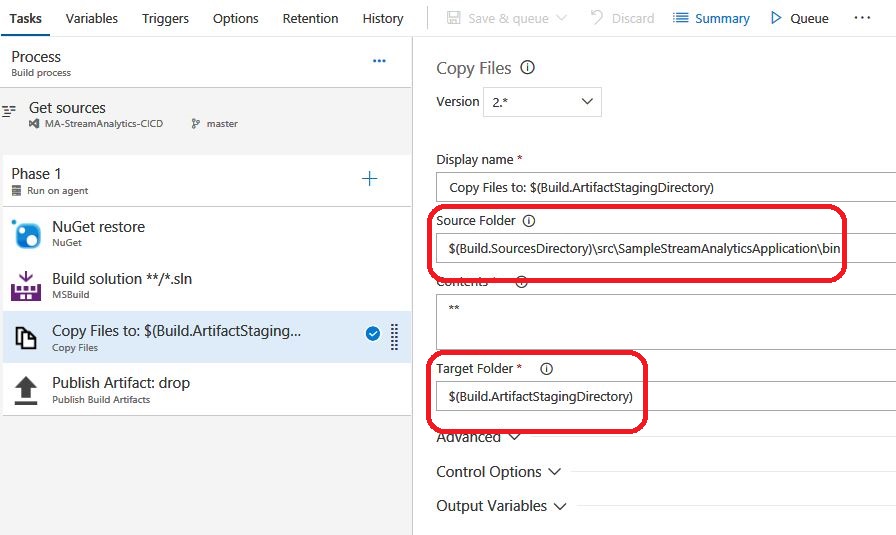 Tasks Variables Triggers Options Retention History Save & queue Discard Summary Queue ...
Process
Build process
...
Get sources
MA-StreamAnalytics-CICD master
Phase 1
Run on agent
NuGet restore
NuGet
Build solution **/*.sln
MSBuild
Copy Files to: $(Build.ArtifactStaging...
Copy Files
Publish Artifact: drop
Publish Build Artifacts
Copy Files
Version 2.*
Display name *
Copy Files to: $(Build.ArtifactStagingDirectory)
Source Folder
$(Build.SourcesDirectory)\src\SampleStreamAnalyticsApplication\bin
Contents *
**
Target Folder *
$(Build.ArtifactStagingDirectory)
Advanced
Control Options
Output Variables